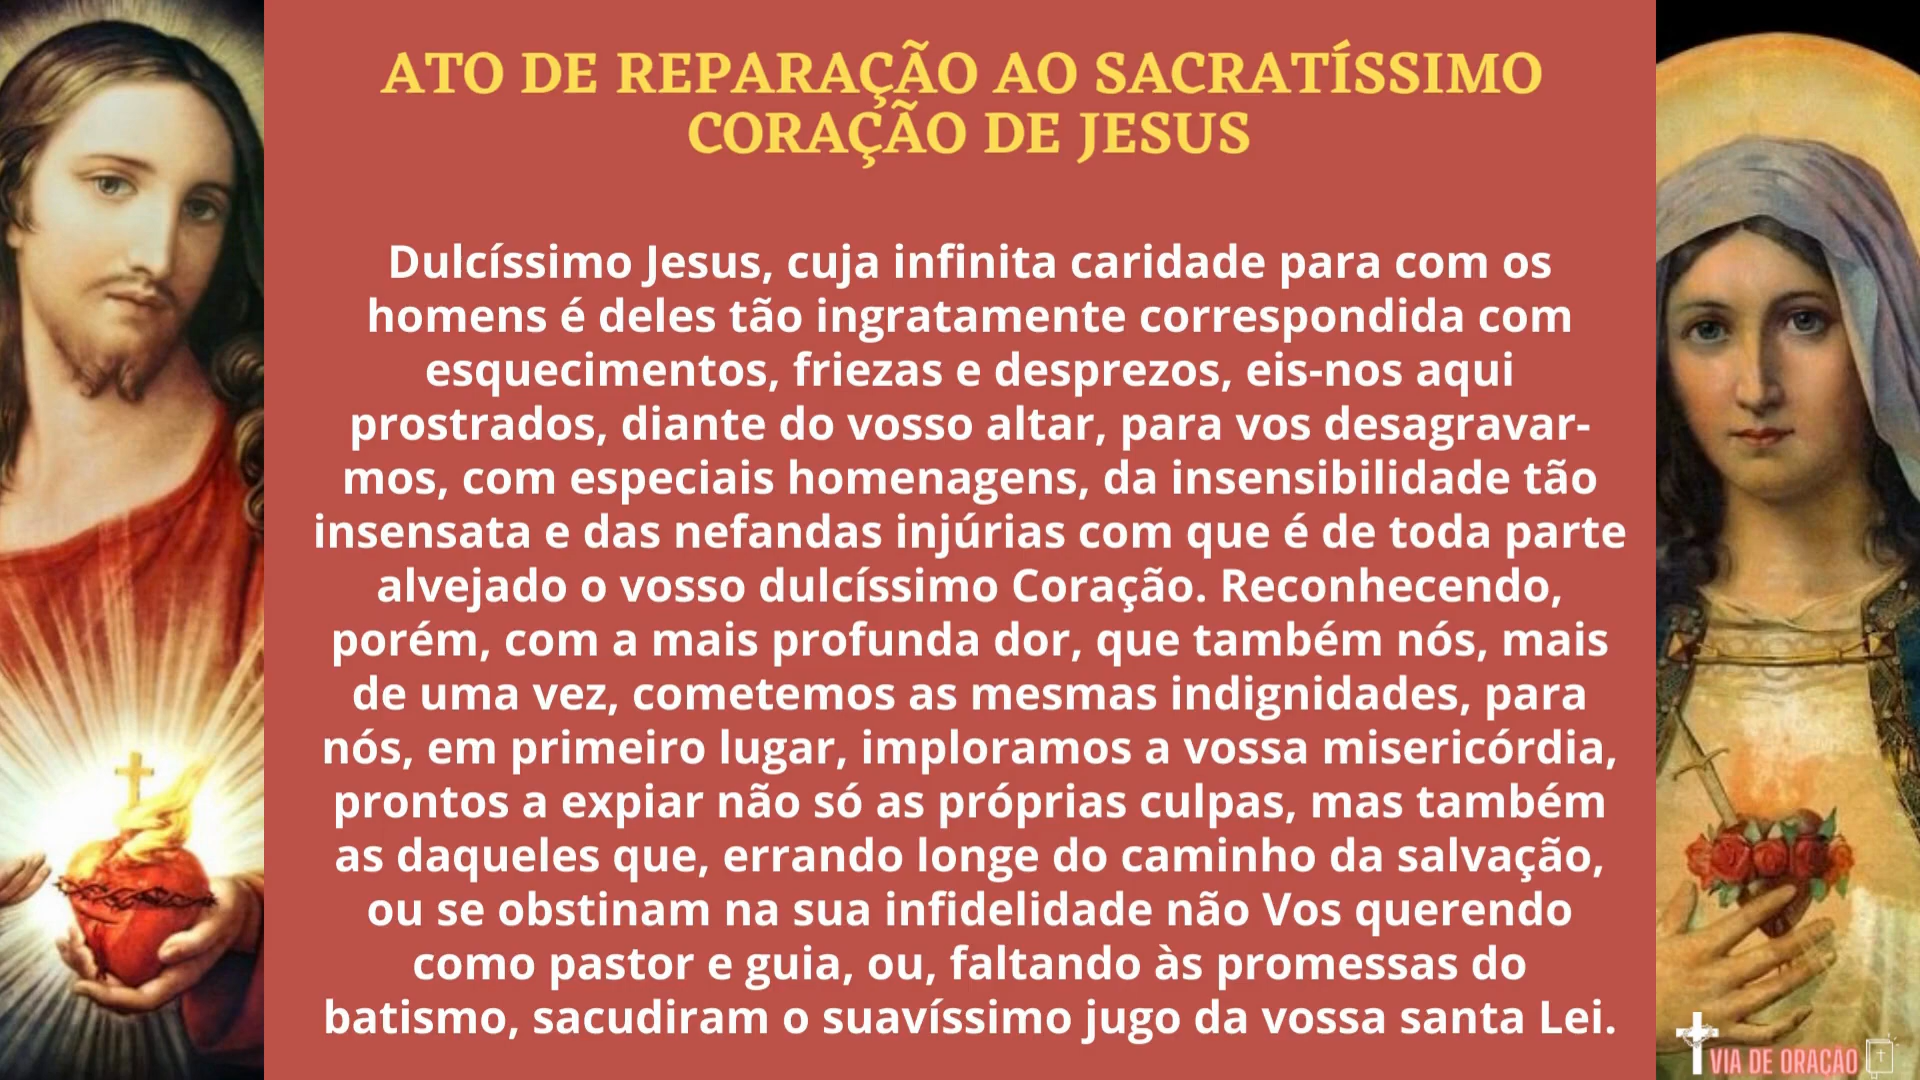 ATO DE REPARAÇÃO AO SACRATÍSSIMO
CORAÇÃO DE JESUS
Dulcíssimo Jesus, cuja infinita caridade para com os
homens é deles tão ingratamente correspondida com
esquecimentos, friezas e desprezos, eis-nos aqui
prostrados, diante do vosso altar, para vos desagravar-
mos, com especiais homenagens, da insensibilidade tão
insensata e das nefandas injúrias com que é de toda parte
alvejado o vosso dulcíssimo Coração. Reconhecendo,
porém, com a mais profunda dor, que também nós, mais
de uma vez, cometemos as mesmas indignidades, para
nós, em primeiro lugar, imploramos a vossa misericórdia,
prontos a expiar não só as próprias culpas, mas também
as daqueles que, errando longe do caminho da salvação,
ou se obstinam na sua infidelidade não Vos querendo
como pastor e guia, ou, faltando às promessas do
batismo, sacudiram o suavíssimo jugo da vossa santa Lei.
VIA DE ORAÇÃO